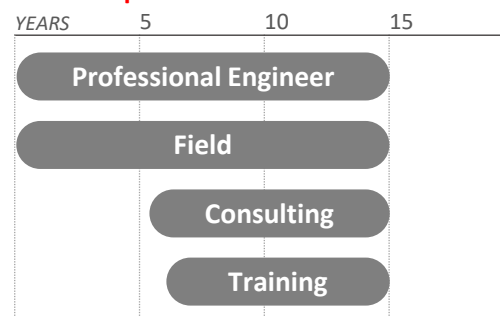 YEARS 5 10 15
Professional Engineer
Field
Consulting
Training